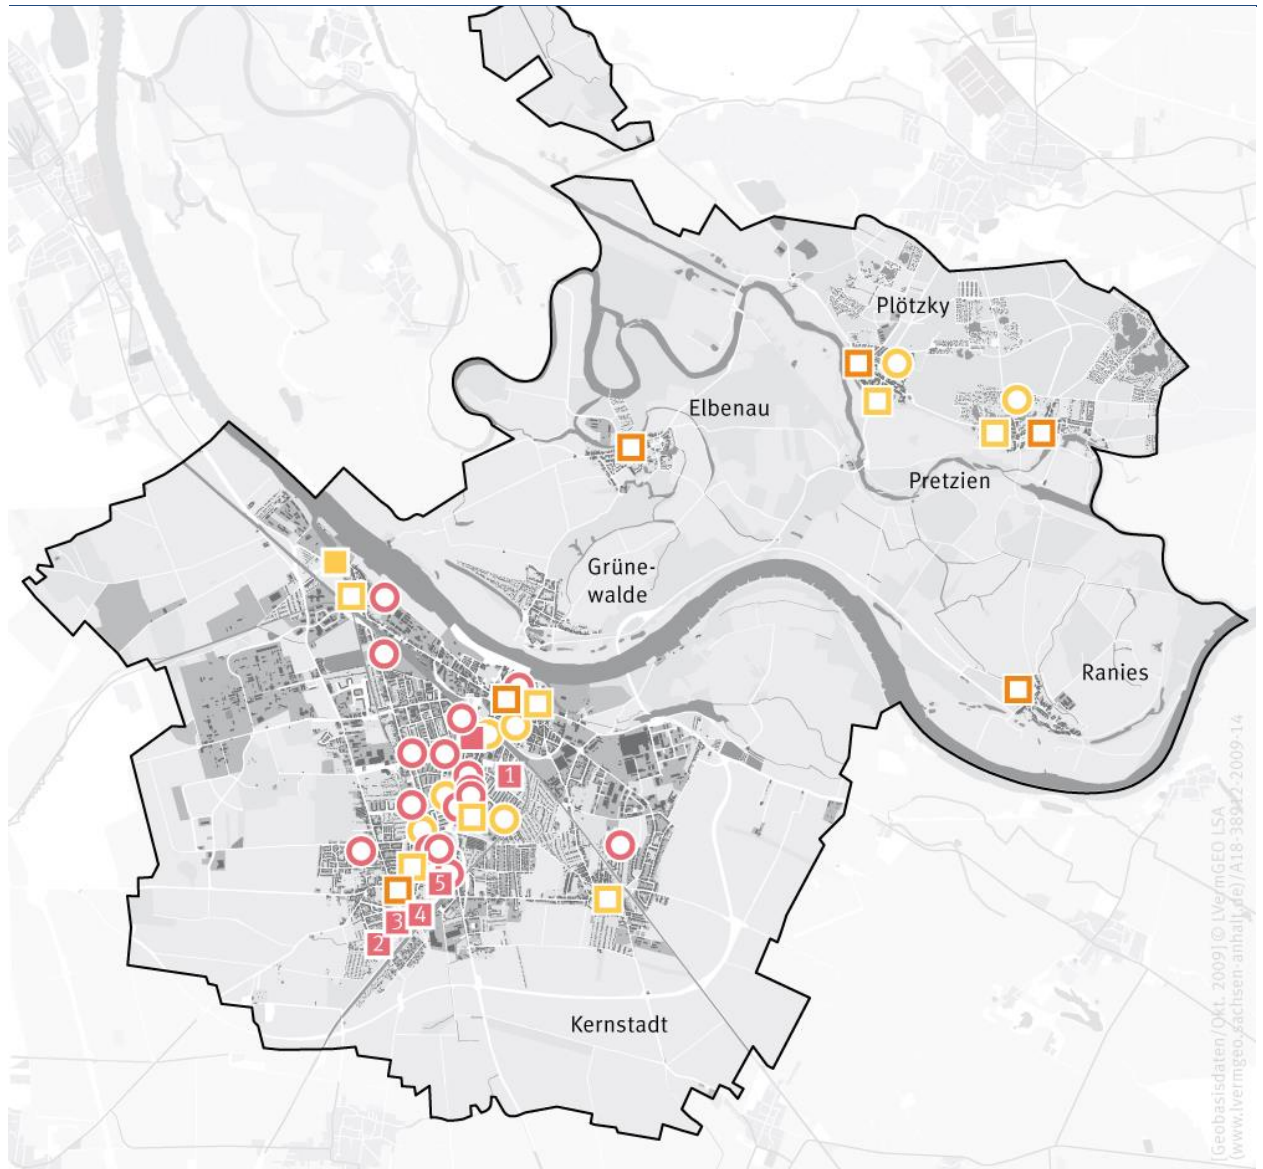 Plötzky
Elbenau
Pretzien
Grüne-
walde
Ranies
1
5
4
3
2
Kernstadt
[Geobasisdaten/Okt. 2009] © LVermGEO LSA
(www.lvermgeo.sachsen-anhalt.de)/A18-38912-2009-14